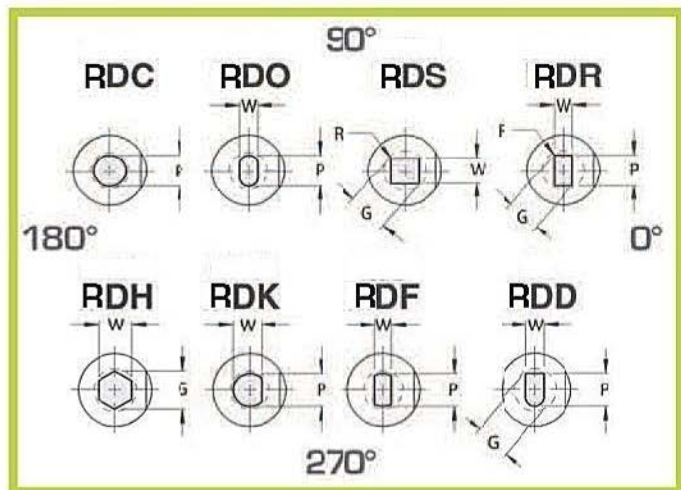 90°
RDC RDO RDS RDR
W W
R F
P P W P
G G
180° 0°
RDH RDK RDF RDD
W W W W
G P P P
G
270°